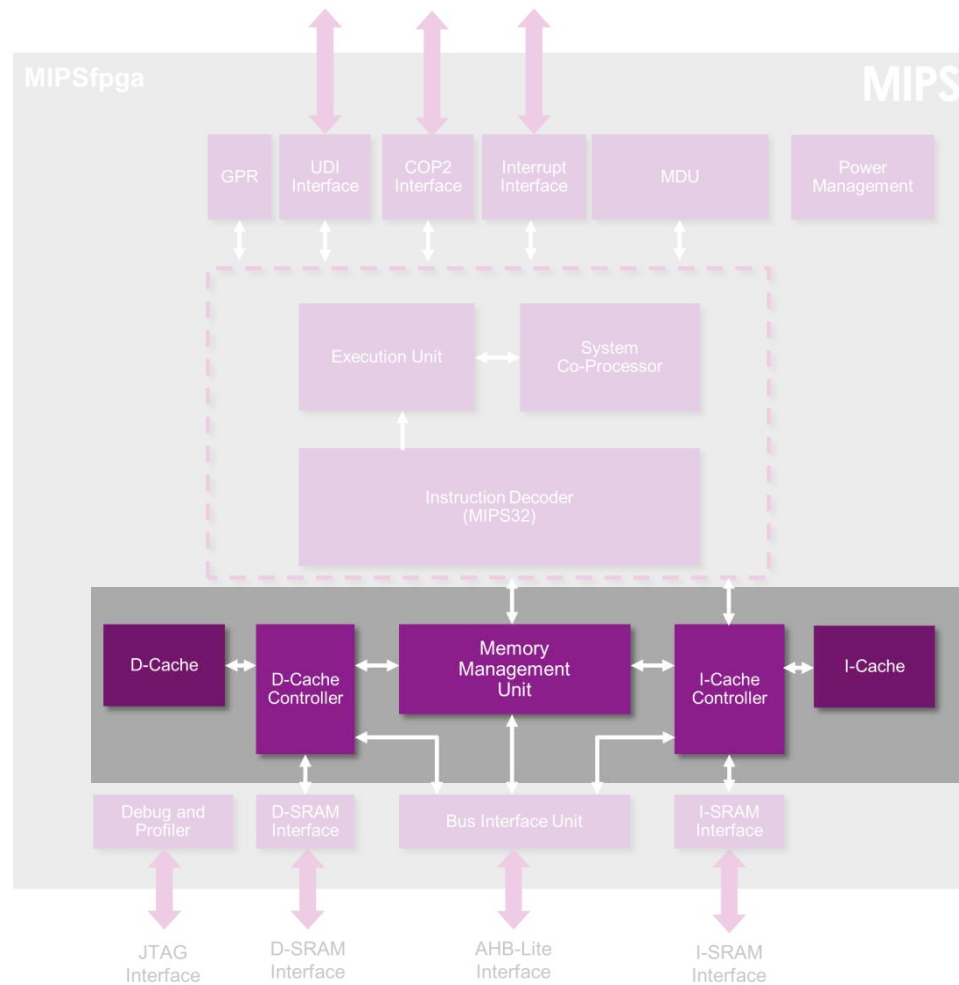 MIPSfpga
MIPS
GPR
UDI
Interface
COP2
Interface
Interrupt
Interface
MDU
Power
Management
Execution Unit
System
Co-Processor
Instruction Decoder
(MIPS32)
D-Cache
D-Cache
Controller
Memory
Management
Unit
I-Cache
Controller
I-Cache
Debug and
Profiler
D-SRAM
Interface
Bus Interface Unit
I-SRAM
Interface
JTAG
Interface
D-SRAM
Interface
AHB-Lite
Interface
I-SRAM
Interface